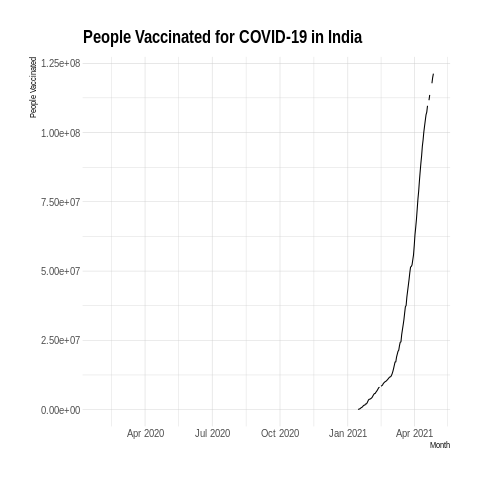 People Vaccinated for COVID-19 in India
People Vaccinated
1.25e+08
1.00e+08
7.50e+07
5.00e+07
2.50e+07
0.00e+00
Apr 2020 Jul 2020 Oct 2020 Jan 2021 Apr 2021
Month